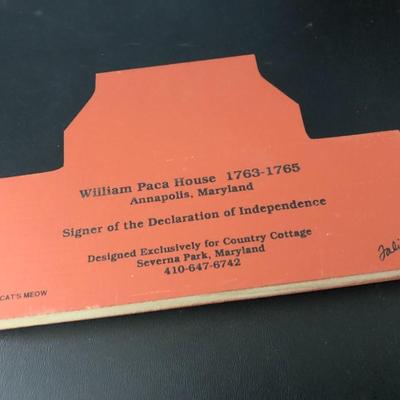 William Paca House 1763-1765
Annapolis, Maryland
Signer of the Declaration of Independence
Designed Exclusively for Country Cottage
Severna Park, Maryland
410-647-6742
CAT'S MEOW